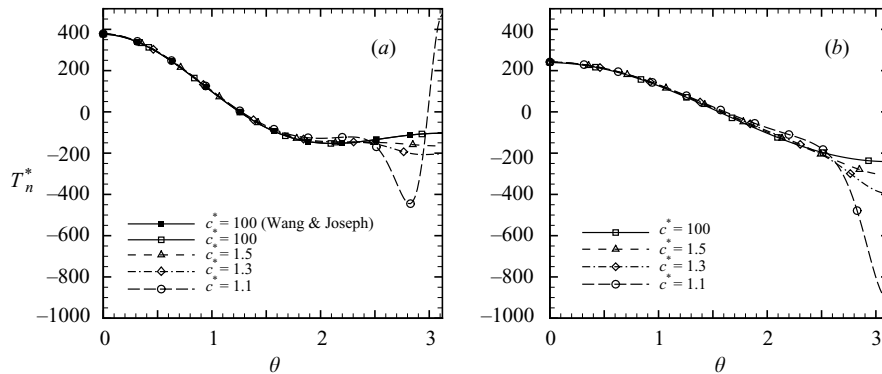 400
200
0
–200
–400
–600
–800
–1000
T*n
(a)
c* = 100 (Wang & Joseph)
c* = 100
c* = 1.5
c* = 1.3
c* = 1.1
0 1 2 3
θ
400
200
0
–200
–400
–600
–800
–1000
(b)
c* = 100
c* = 1.5
c* = 1.3
c* = 1.1
0 1 2 3
θ